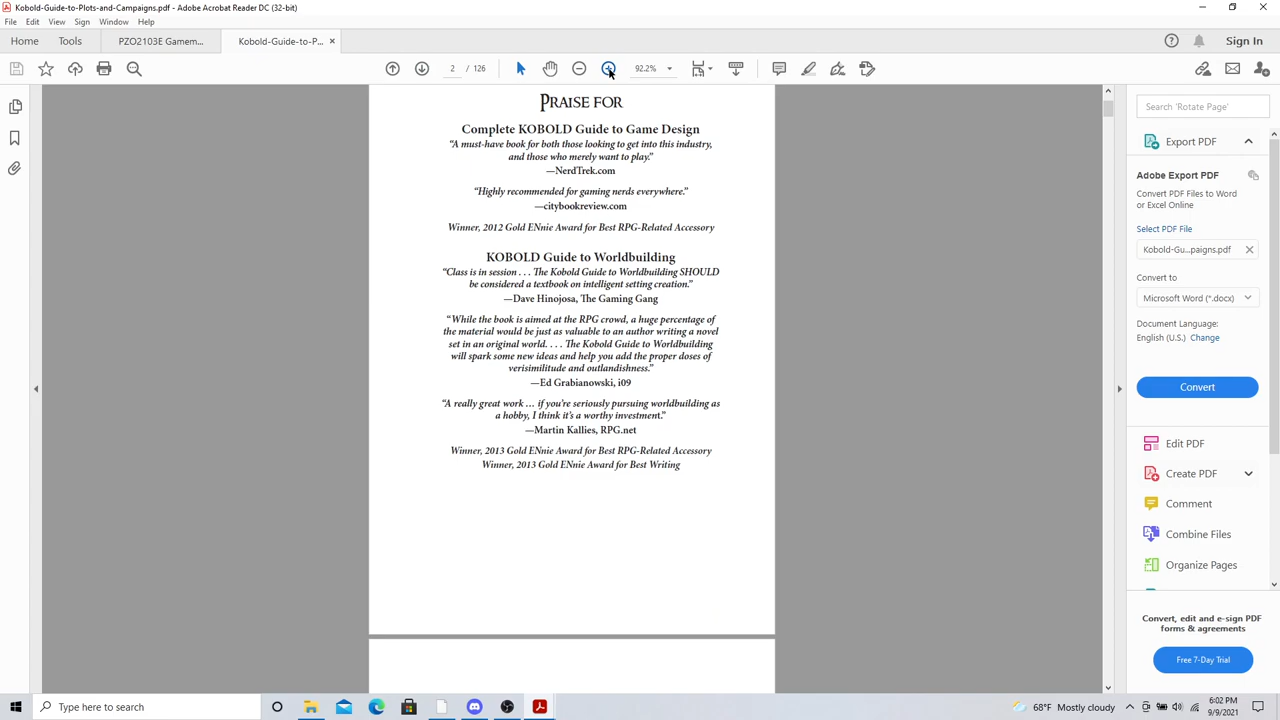 Kobold-Guide-to-Plots-and-Campaigns.pdf - Adobe Acrobat Reader DC (32-bit)
File Edit View Sign Window Help
Home Tools PZO2103E Gamem... Kobold-Guide-to-P... × Sign In
2 / 126 92.2%
PRAISE FOR
Complete KOBOLD Guide to Game Design
“A must-have book for both those looking to get into this industry,
and those who merely want to play.”
—NerdTrek.com
“Highly recommended for gaming nerds everywhere.”
—citybookreview.com
Winner, 2012 Gold ENnie Award for Best RPG-Related Accessory
KOBOLD Guide to Worldbuilding
“Class is in session . . . The Kobold Guide to Worldbuilding SHOULD
be considered a textbook on intelligent setting creation.”
—Dave Hinojosa, The Gaming Gang
“While the book is aimed at the RPG crowd, a huge percentage of
the material would be just as valuable to an author writing a novel
set in an original world. . . . The Kobold Guide to Worldbuilding
will spark some new ideas and help you add the proper doses of
verisimilitude and outlandishness.”
—Ed Grabianowski, i09
“A really great work … if you’re seriously pursuing worldbuilding as
a hobby, I think it’s a worthy investment.”
—Martin Kallies, RPG.net
Winner, 2013 Gold ENnie Award for Best RPG-Related Accessory
Winner, 2013 Gold ENnie Award for Best Writing
Search 'Rotate Page'
Export PDF
Adobe Export PDF
Convert PDF Files to Word
or Excel Online
Select PDF File
Kobold-Gu...paigns.pdf
Convert to
Microsoft Word (*.docx)
Document Language:
English (U.S.) Change
Convert
Edit PDF
Create PDF
Comment
Combine Files
Organize Pages
Convert, edit and e-sign PDF
forms & agreements
Free 7-Day Trial
Type here to search
68°F Mostly cloudy
6:02 PM
9/9/2021